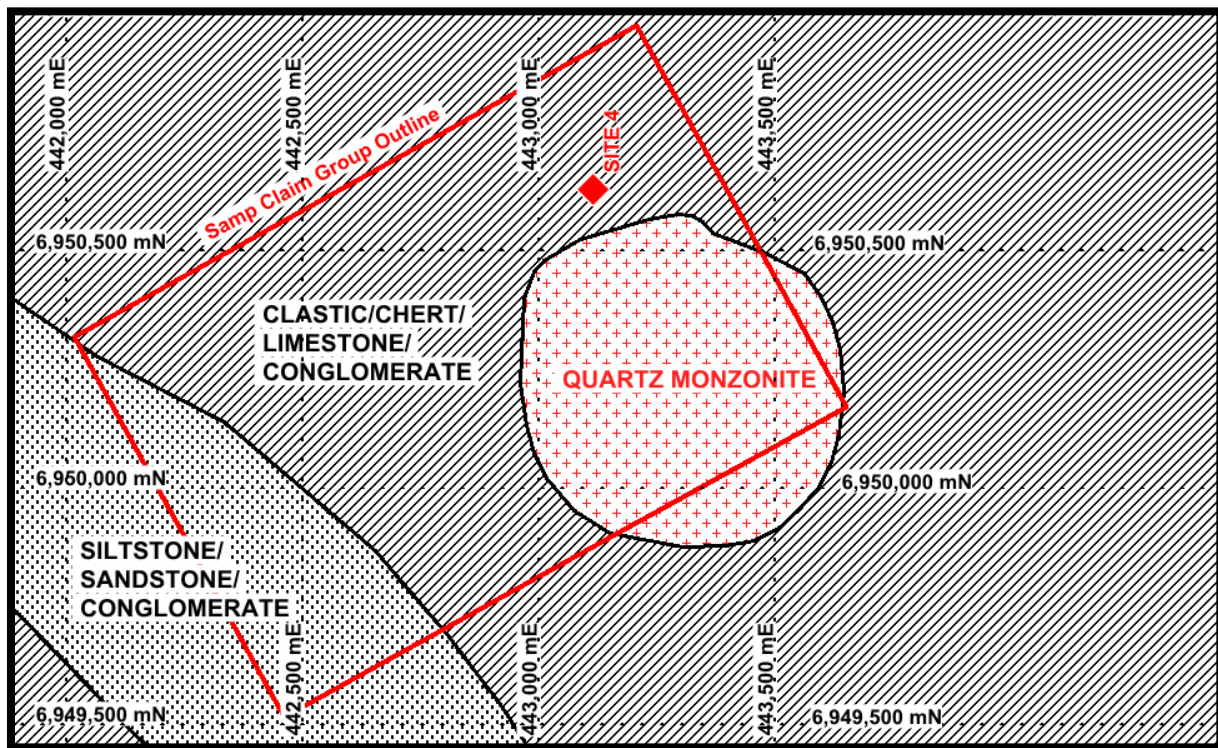 442,000 mE
442,500 mE
443,000 mE
443,500 mE
SITE 4
Samp Claim Group Outline
6,950,500 mN
6,950,500 mN
CLASTIC/CHERT/
LIMESTONE/
CONGLOMERATE
QUARTZ MONZONITE
6,960,000 mN
6,950,000 mN
SILTSTONE/
SANDSTONE/
CONGLOMERATE
442,500 mE
443,000 mE
443,500 mE
6,949,500 mN
6,949,500 mN